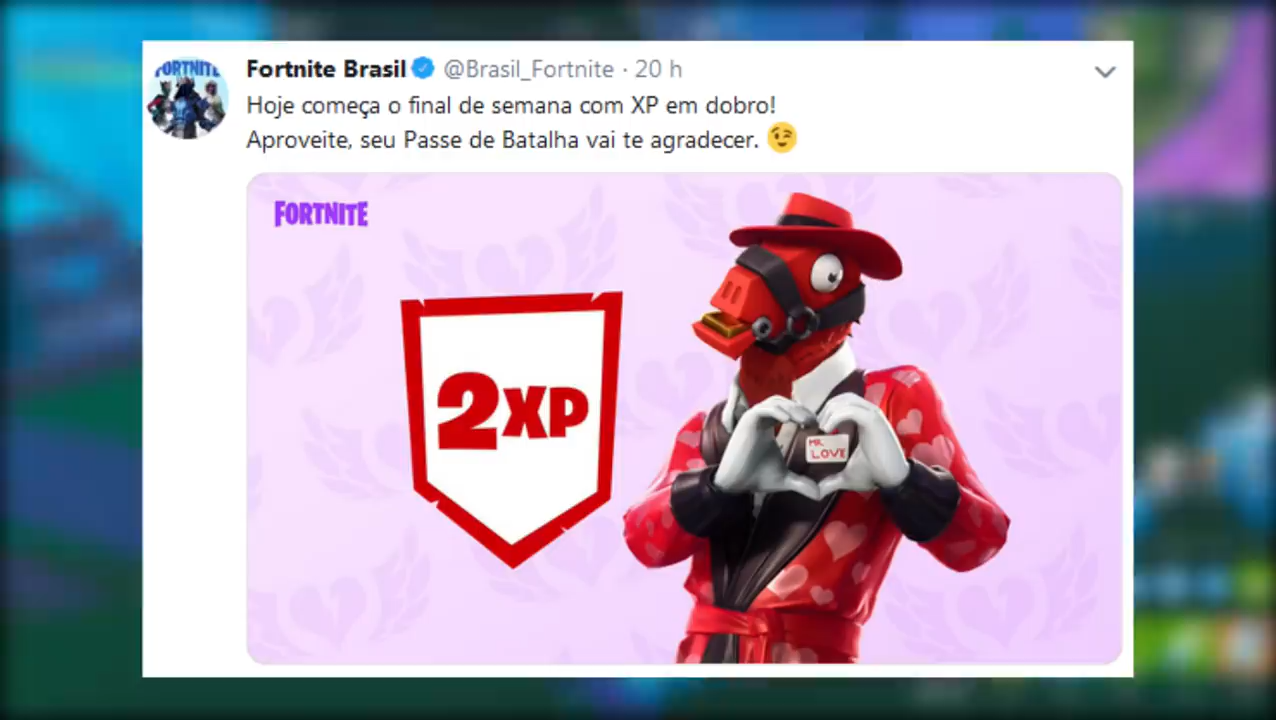 FORTNITE
Fortnite Brasil @Brasil_Fortnite · 20 h
Hoje começa o final de semana com XP em dobro!
Aproveite, seu Passe de Batalha vai te agradecer. 😉
FORTNITE
2XP
MR.
LOVE